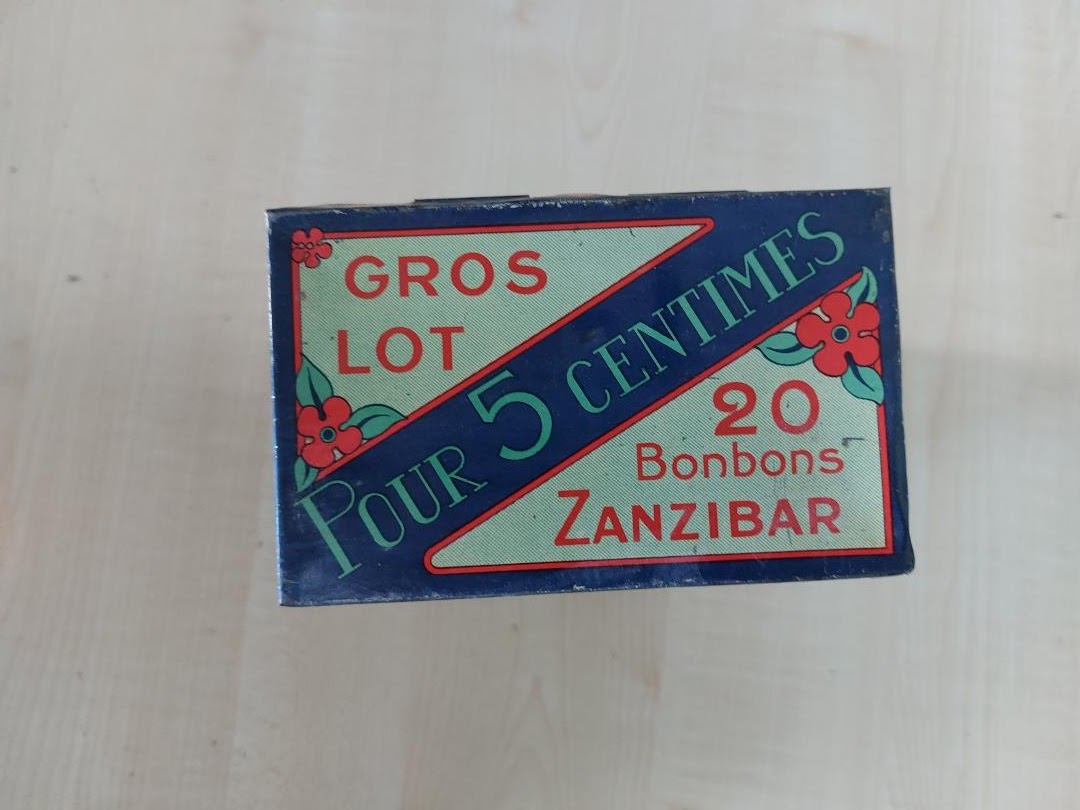 GROS
LOT
POUR 5 CENTIMES
20
Bonbons
ZANZIBAR